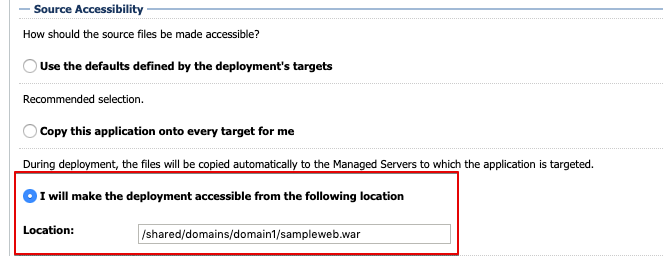 Source Accessibility
How should the source files be made accessible?
Use the defaults defined by the deployment's targets
Recommended selection.
Copy this application onto every target for me
During deployment, the files will be copied automatically to the Managed Servers to which the application is targeted.
I will make the deployment accessible from the following location
Location: /shared/domains/domain1/sampleweb.war